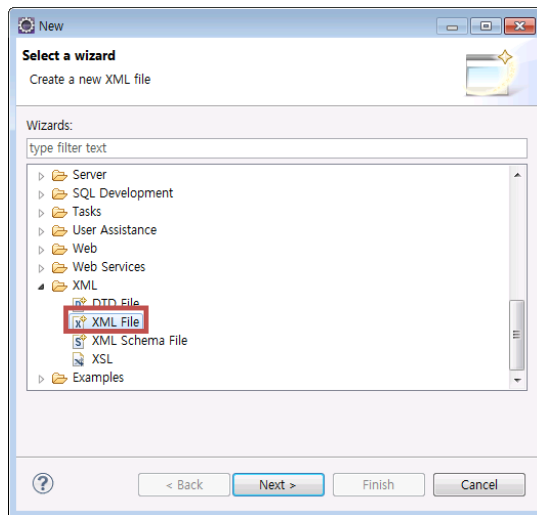 New
Select a wizard
Create a new XML file
Wizards:
type filter text
Server
SQL Development
Tasks
User Assistance
Web
Web Services
XML
DTD File
XML File
XML Schema File
XSL
Examples
< Back Next > Finish Cancel